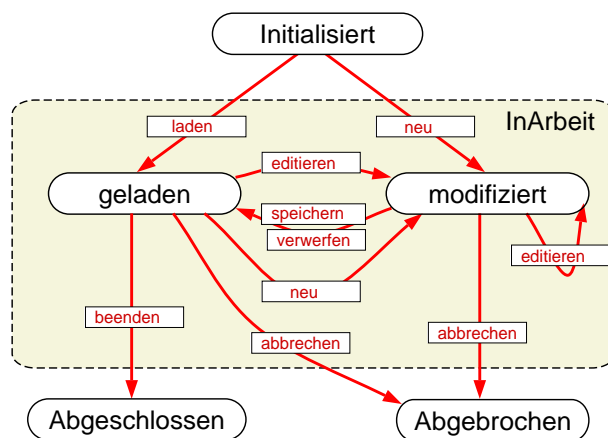 Initialisiert
InArbeit
laden
neu
editieren
geladen
modifiziert
speichern
verwerfen
editieren
neu
beenden
abbrechen
abbrechen
Abgeschlossen
Abgebrochen